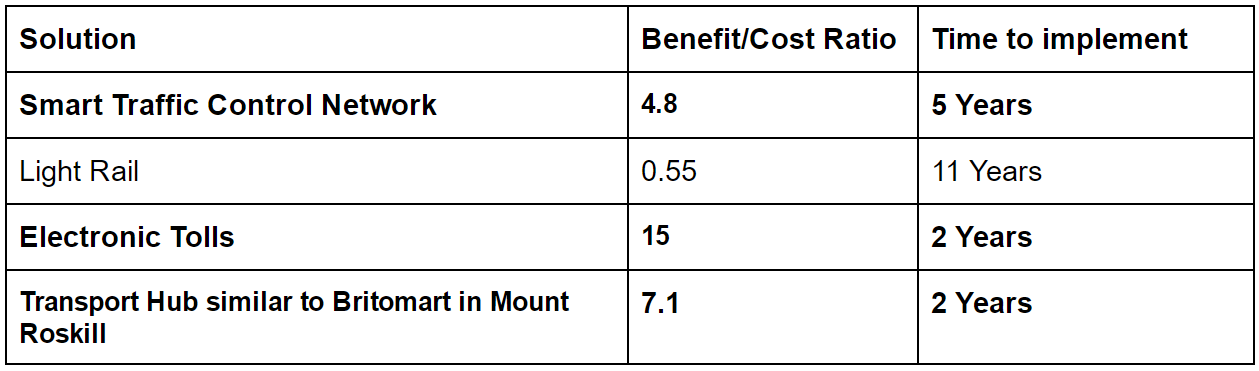 Solution Benefit/Cost Ratio Time to implement
Smart Traffic Control Network 4.8 5 Years
Light Rail 0.55 11 Years
Electronic Tolls 15 2 Years
Transport Hub similar to Britomart in Mount 7.1 2 Years
Roskill